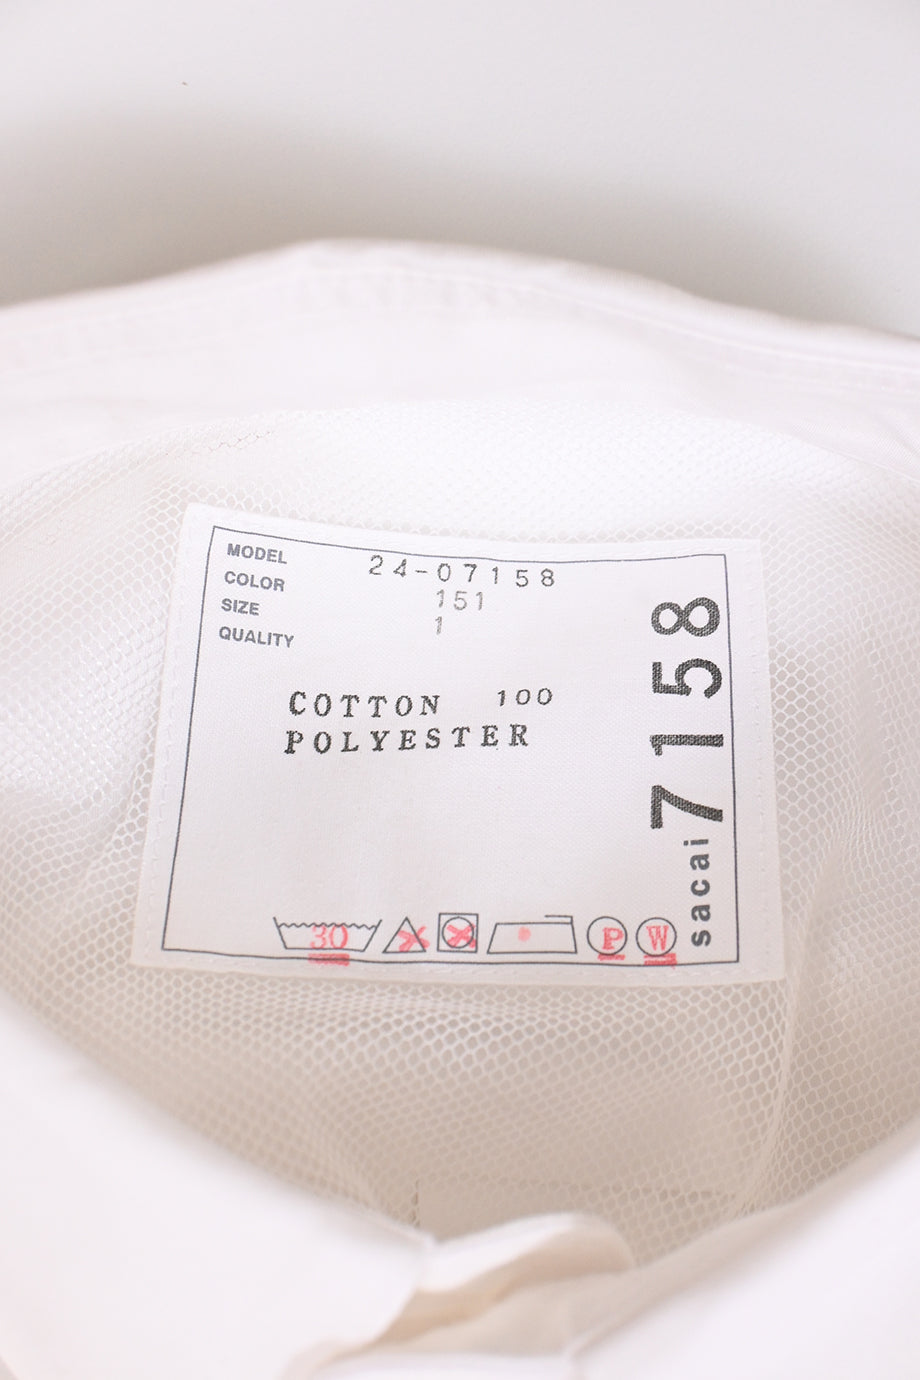 MODEL 24-07158
COLOR 151
SIZE 1
QUALITY
COTTON 100
POLYESTER
30
P
W
sacai 7158